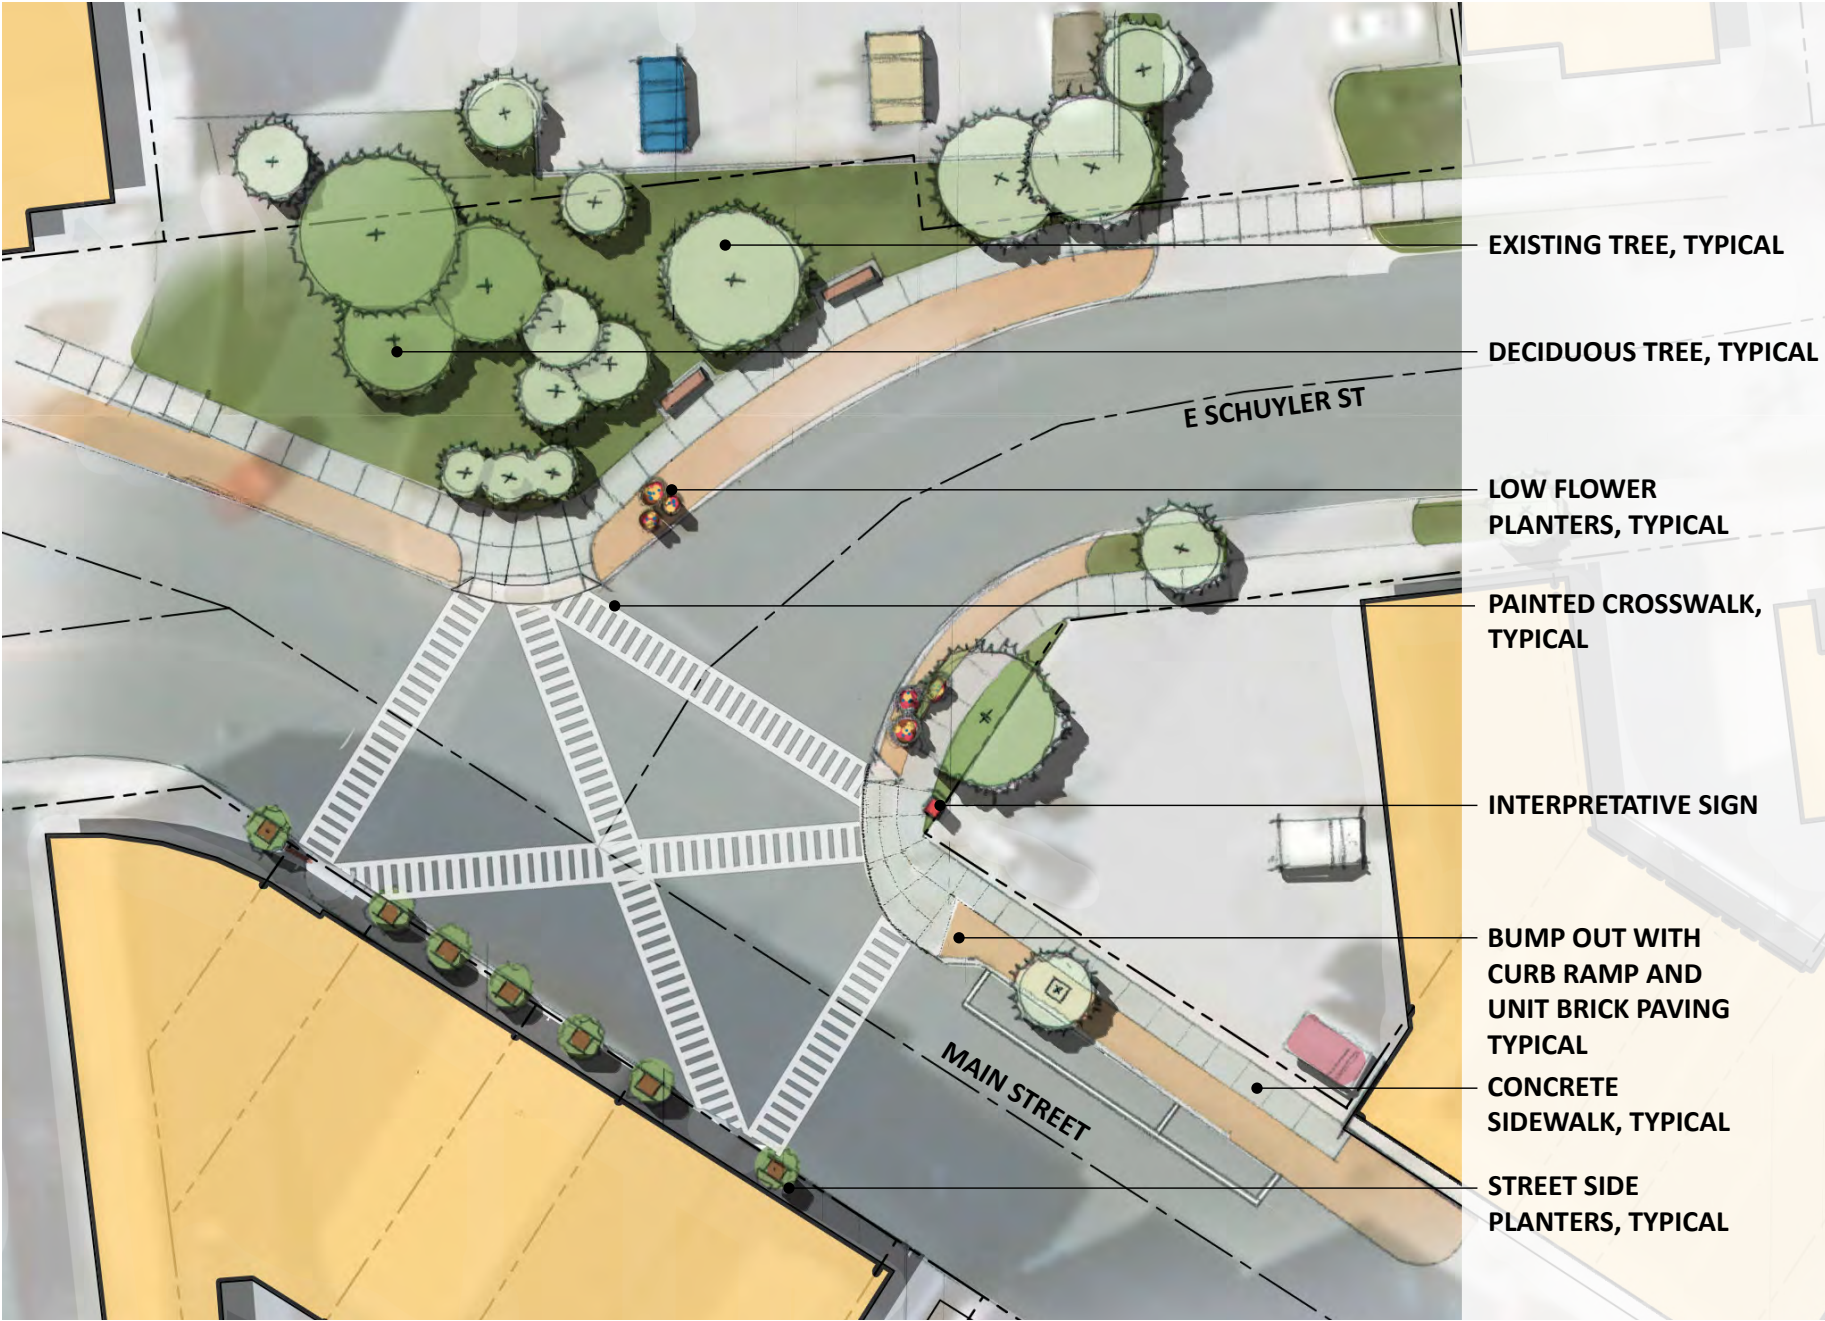 EXISTING TREE, TYPICAL
DECIDUOUS TREE, TYPICAL
E SCHUYLER ST
LOW FLOWER
PLANTERS, TYPICAL
PAINTED CROSSWALK,
TYPICAL
INTERPRETATIVE SIGN
BUMP OUT WITH
CURB RAMP AND
UNIT BRICK PAVING
TYPICAL
MAIN STREET
CONCRETE
SIDEWALK, TYPICAL
STREET SIDE
PLANTERS, TYPICAL